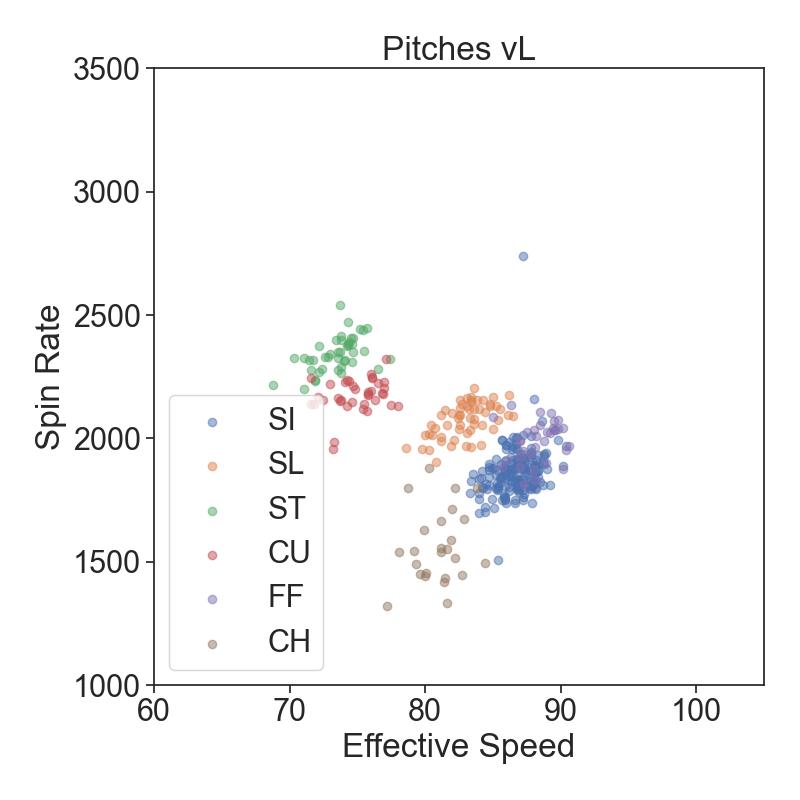 Pitches vL
3500
3000
2500
2000
1500
1000
Spin Rate
SI
SL
ST
CU
FF
CH
60 70 80 90 100
Effective Speed